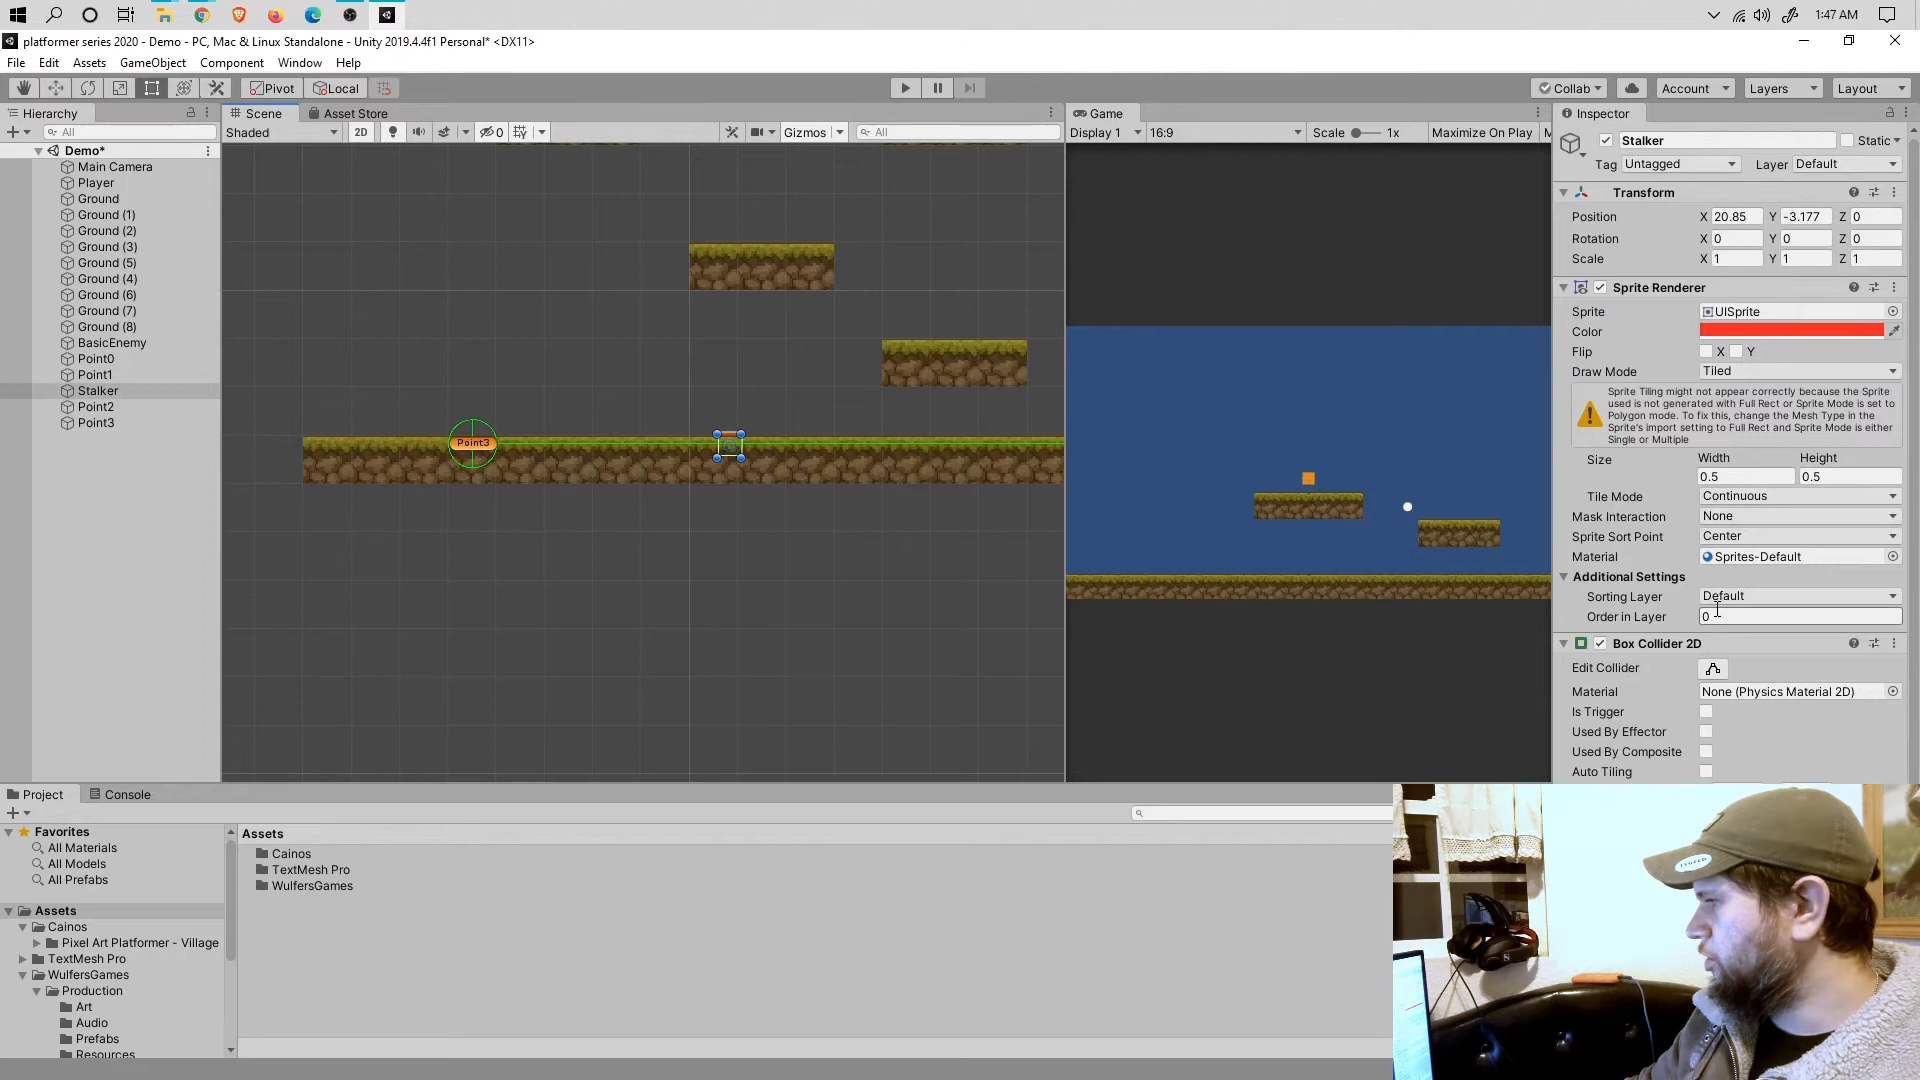 1:47 AM
platformer series 2020 - Demo - PC, Mac & Linux Standalone - Unity 2019.4.4f1 Personal* <DX11>
File Edit Assets GameObject Component Window Help
Pivot Local Collab Account Layers Layout
Hierarchy
All
Demo*
Main Camera
Player
Ground
Ground (1)
Ground (2)
Ground (3)
Ground (5)
Ground (4)
Ground (6)
Ground (7)
Ground (8)
BasicEnemy
Point0
Point1
Stalker
Point2
Point3
Scene Asset Store
Shaded 2D 0 Gizmos All
Point3
Game
Display 1 16:9 Scale 1x Maximize On Play M
Inspector
Stalker Static
Tag Untagged Layer Default
Transform
Position X 20.85 Y -3.177 Z 0
Rotation X 0 Y 0 Z 0
Scale X 1 Y 1 Z 1
Sprite Renderer
Sprite UISprite
Color
Flip X Y
Draw Mode Tiled
Sprite Tiling might not appear correctly because the Sprite
used is not generated with Full Rect or Sprite Mode is set to
Polygon mode. To fix this, change the Mesh Type in the
Sprite's import setting to Full Rect and Sprite Mode is either
Single or Multiple
Size Width Height
0.5 0.5
Tile Mode Continuous
Mask Interaction None
Sprite Sort Point Center
Material Sprites-Default
Additional Settings
Sorting Layer Default
Order in Layer 0
Box Collider 2D
Edit Collider
Material None (Physics Material 2D)
Is Trigger
Used By Effector
Used By Composite
Auto Tiling
Project Console
Favorites
All Materials
All Models
All Prefabs
Assets
Cainos
Pixel Art Platformer - Village
TextMesh Pro
WulfersGames
Production
Art
Audio
Prefabs
Resources
Assets
Cainos
TextMesh Pro
WulfersGames